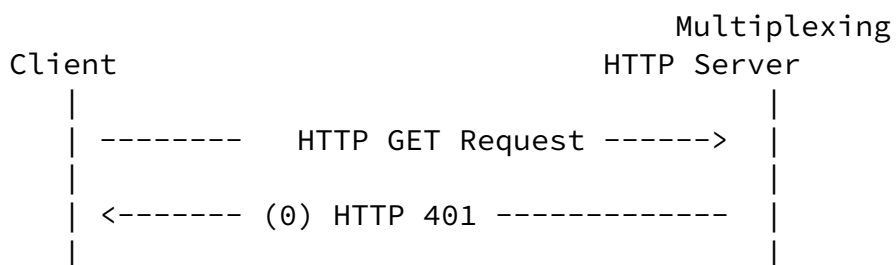 Multiplexing
Client HTTP Server
| |
| -------- HTTP GET Request ------> |
| |
| <------- (0) HTTP 401 ------------- |
| |